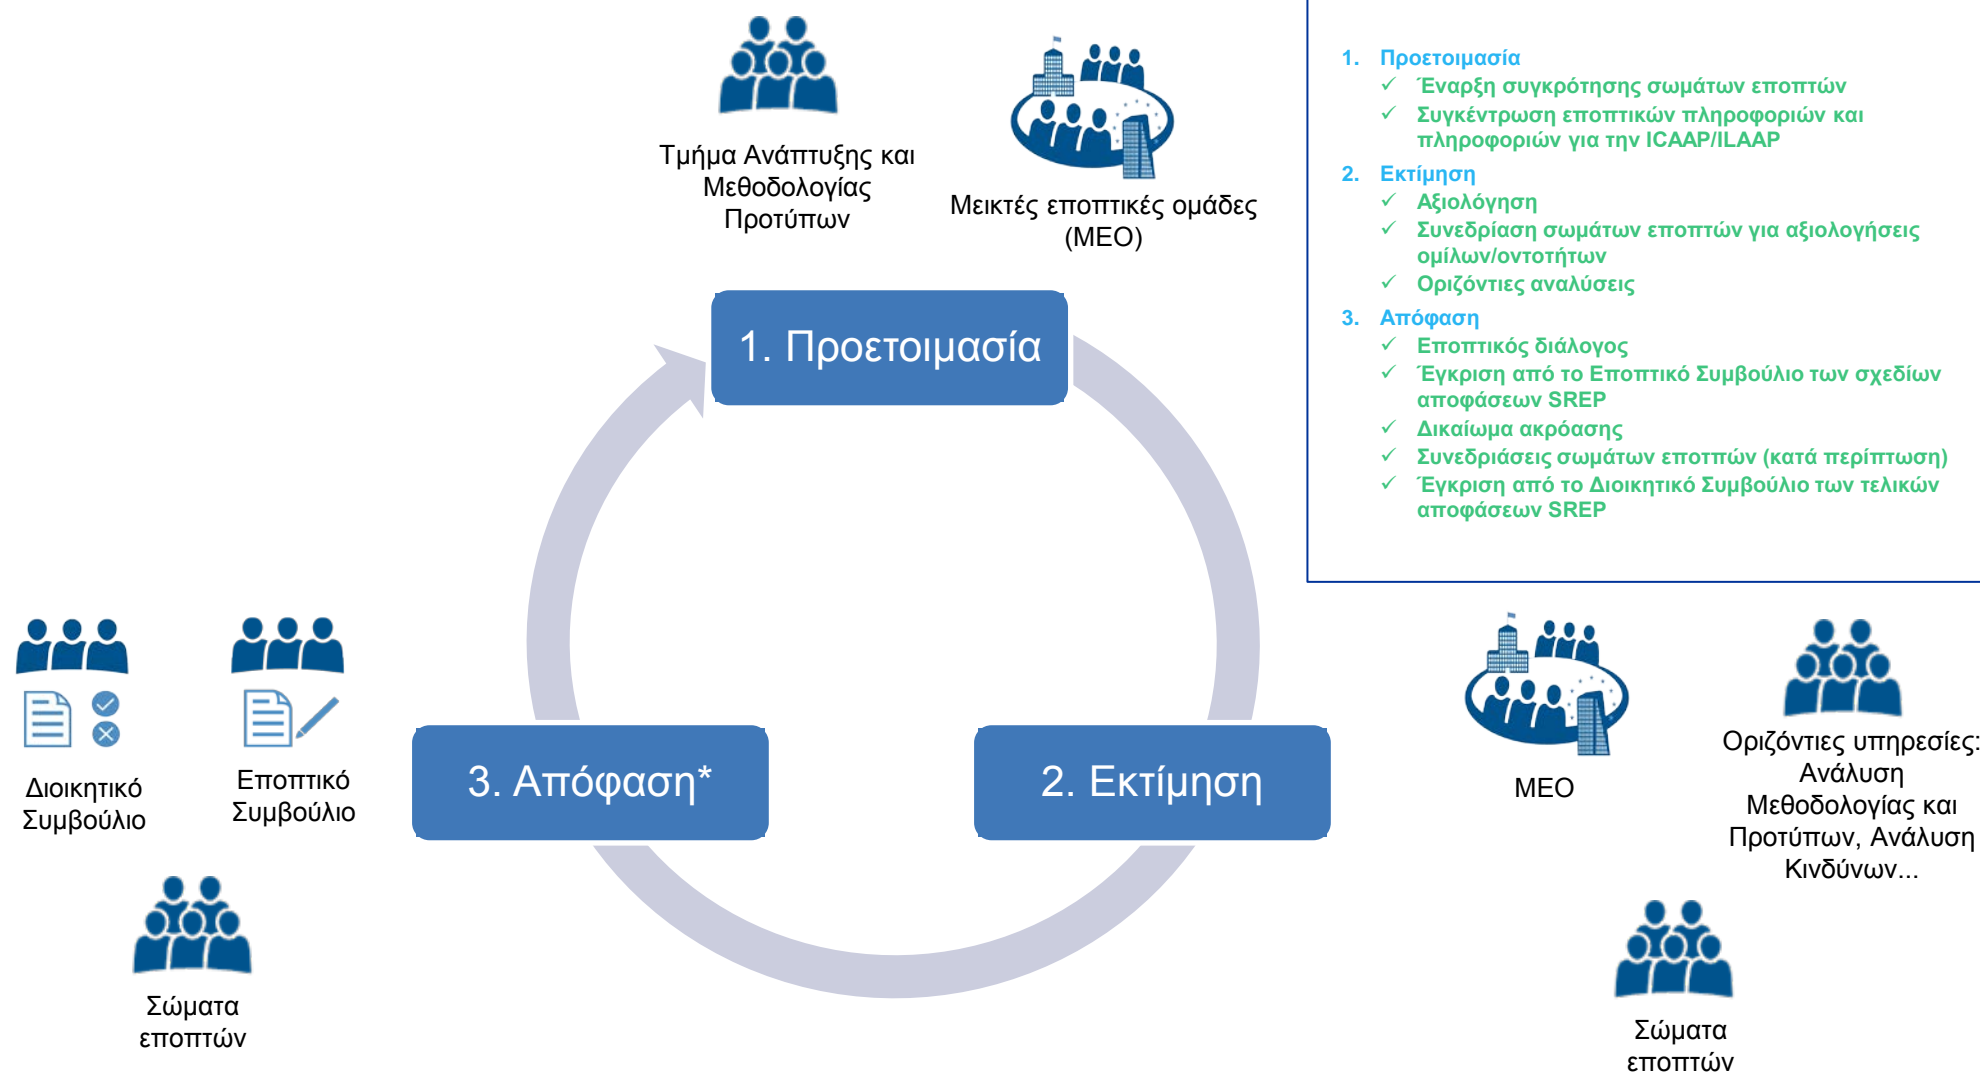 Τμήμα Ανάπτυξης και
Μεθοδολογίας
Προτύπων
Μεικτές εποπτικές ομάδες
(ΜΕΟ)
1. Προετοιμασία
✓ Έναρξη συγκρότησης σωμάτων εποπτών
✓ Συγκέντρωση εποπτικών πληροφοριών και
πληροφοριών για την ICAAP/ILAAP
2. Εκτίμηση
✓ Αξιολόγηση
✓ Συνεδρίαση σωμάτων εποπτών για αξιολογήσεις
ομίλων/οντοτήτων
✓ Οριζόντιες αναλύσεις
3. Απόφαση
✓ Εποπτικός διάλογος
✓ Έγκριση από το Εποπτικό Συμβούλιο των σχεδίων
αποφάσεων SREP
✓ Δικαίωμα ακρόασης
✓ Συνεδριάσεις σωμάτων εποτπών (κατά περίπτωση)
✓ Έγκριση από το Διοικητικό Συμβούλιο των τελικών
αποφάσεων SREP
1. Προετοιμασία
3. Απόφαση*
2. Εκτίμηση
Διοικητικό
Συμβούλιο
Εποπτικό
Συμβούλιο
Σώματα
εποπτών
ΜΕΟ
Οριζόντιες υπηρεσίες:
Ανάλυση
Μεθοδολογίας και
Προτύπων, Ανάλυση
Κινδύνων...
Σώματα
εποπτών